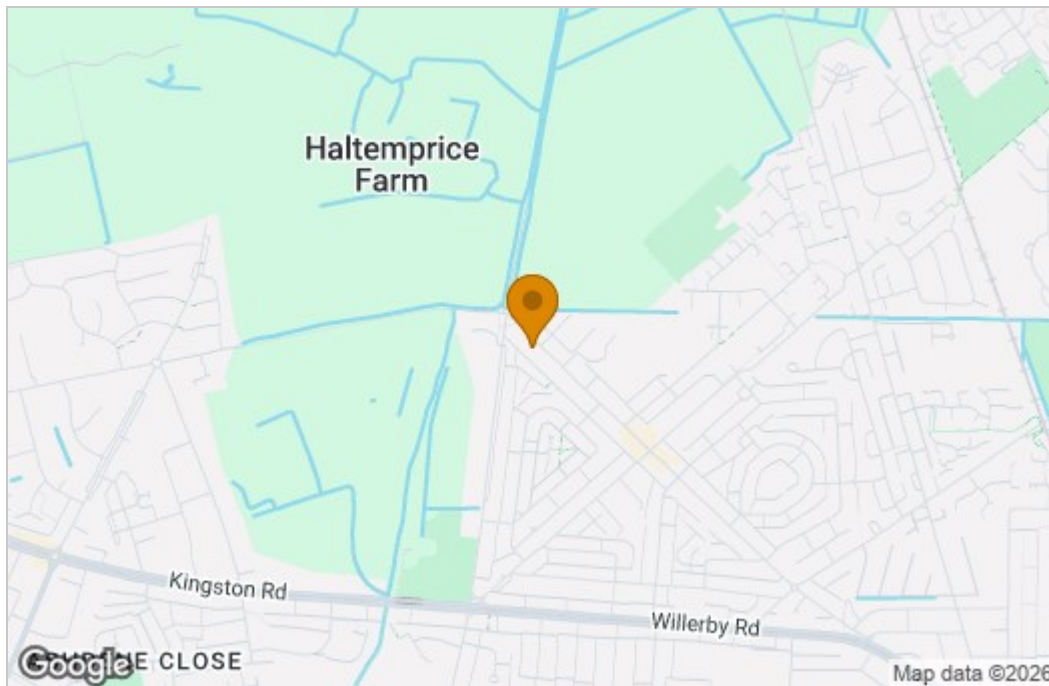 Haltemprice
Farm
Kingston Rd
Willerby Rd
CLOSE
Google
Map data ©2026